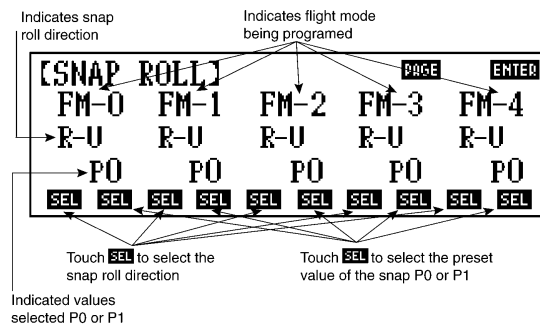 Indicates snap
roll direction
Indicates flight mode
being programed
[SNAP ROLL] PAGE ENTER
FM-0 FM-1 FM-2 FM-3 FM-4
R-U R-U R-U R-U R-U
P0 P0 P0 P0 P0
SEL SEL SEL SEL SEL SEL SEL SEL SEL SEL
Touch SEL to select the
snap roll direction
Touch SEL to select the preset
value of the snap P0 or P1
Indicated values
selected P0 or P1